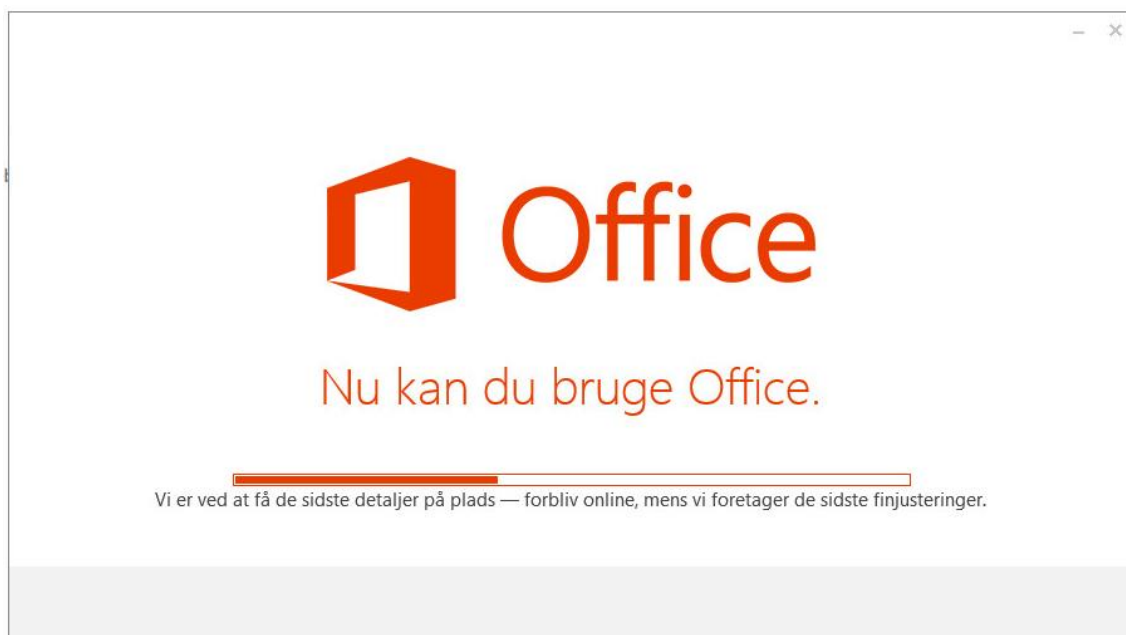 Office
Nu kan du bruge Office.
Vi er ved at få de sidste detaljer på plads — forbliv online, mens vi foretager de sidste finjusteringer.